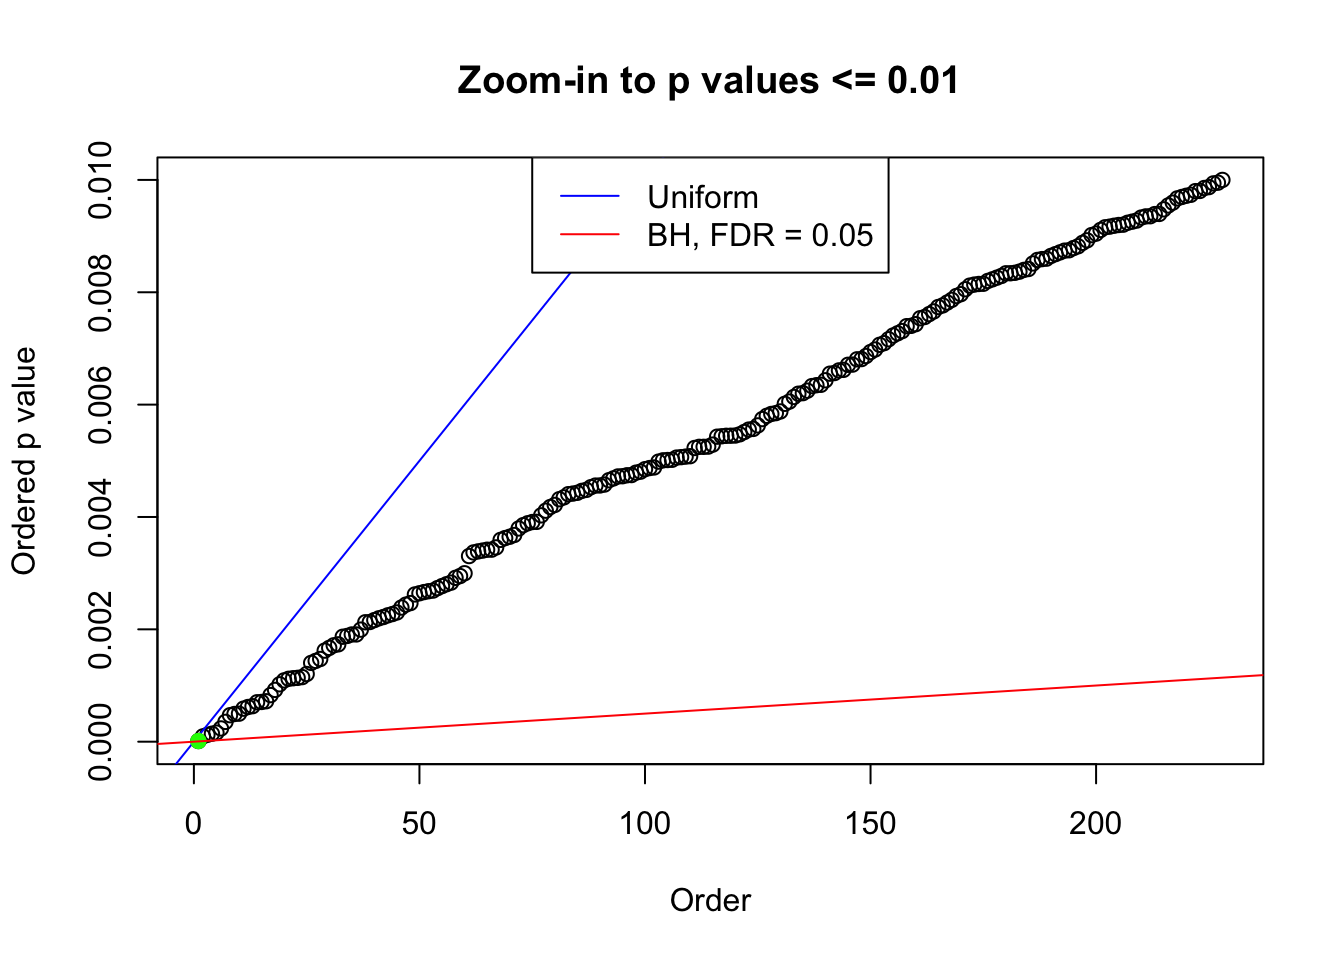 Zoom-in to p values <= 0.01
Uniform
BH, FDR = 0.05
Ordered p value
0.010
0.008
0.006
0.004
0.002
0.000
0 50 100 150 200
Order